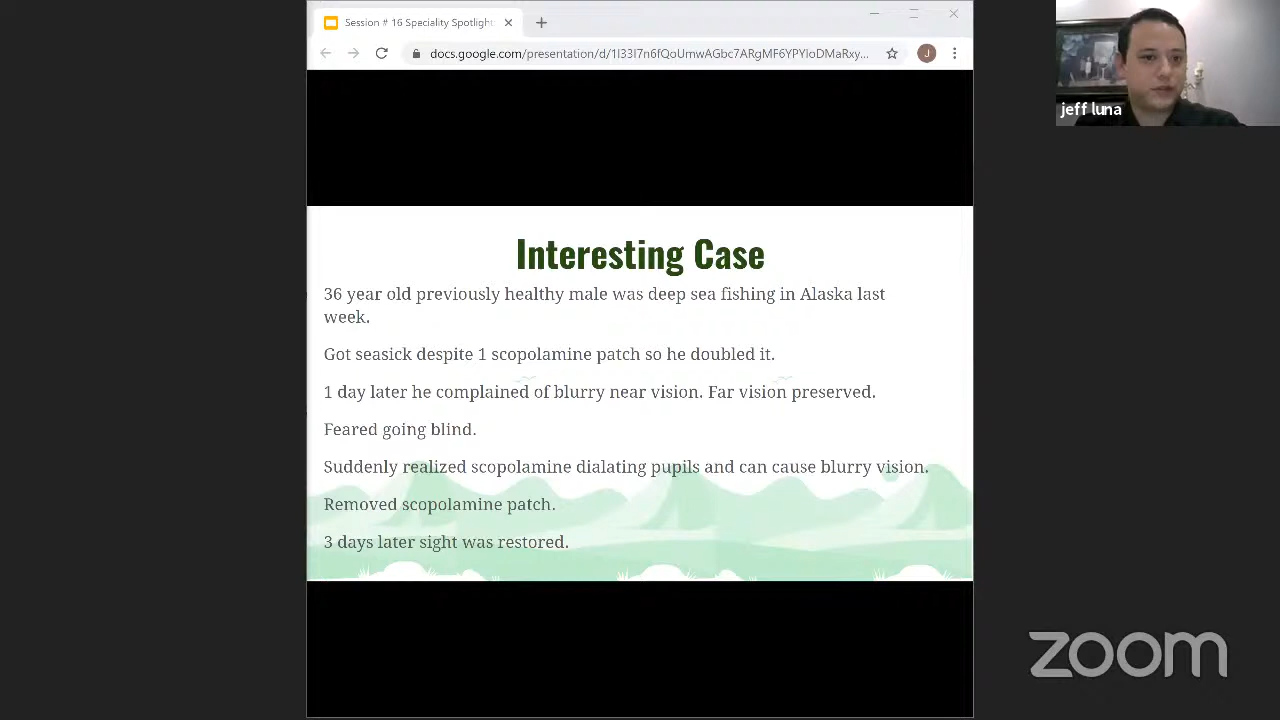 Session # 16 Speciality Spotlight
docs.google.com/presentation/d/
J
jeff luna
Interesting Case
36 year old previously healthy male was deep sea fishing in Alaska last
week.
Got seasick despite 1 scopolamine patch so he doubled it.
1 day later he complained of blurry near vision. Far vision preserved.
Feared going blind.
Suddenly realized scopolamine dialating pupils and can cause blurry vision.
Removed scopolamine patch.
3 days later sight was restored.
zoom